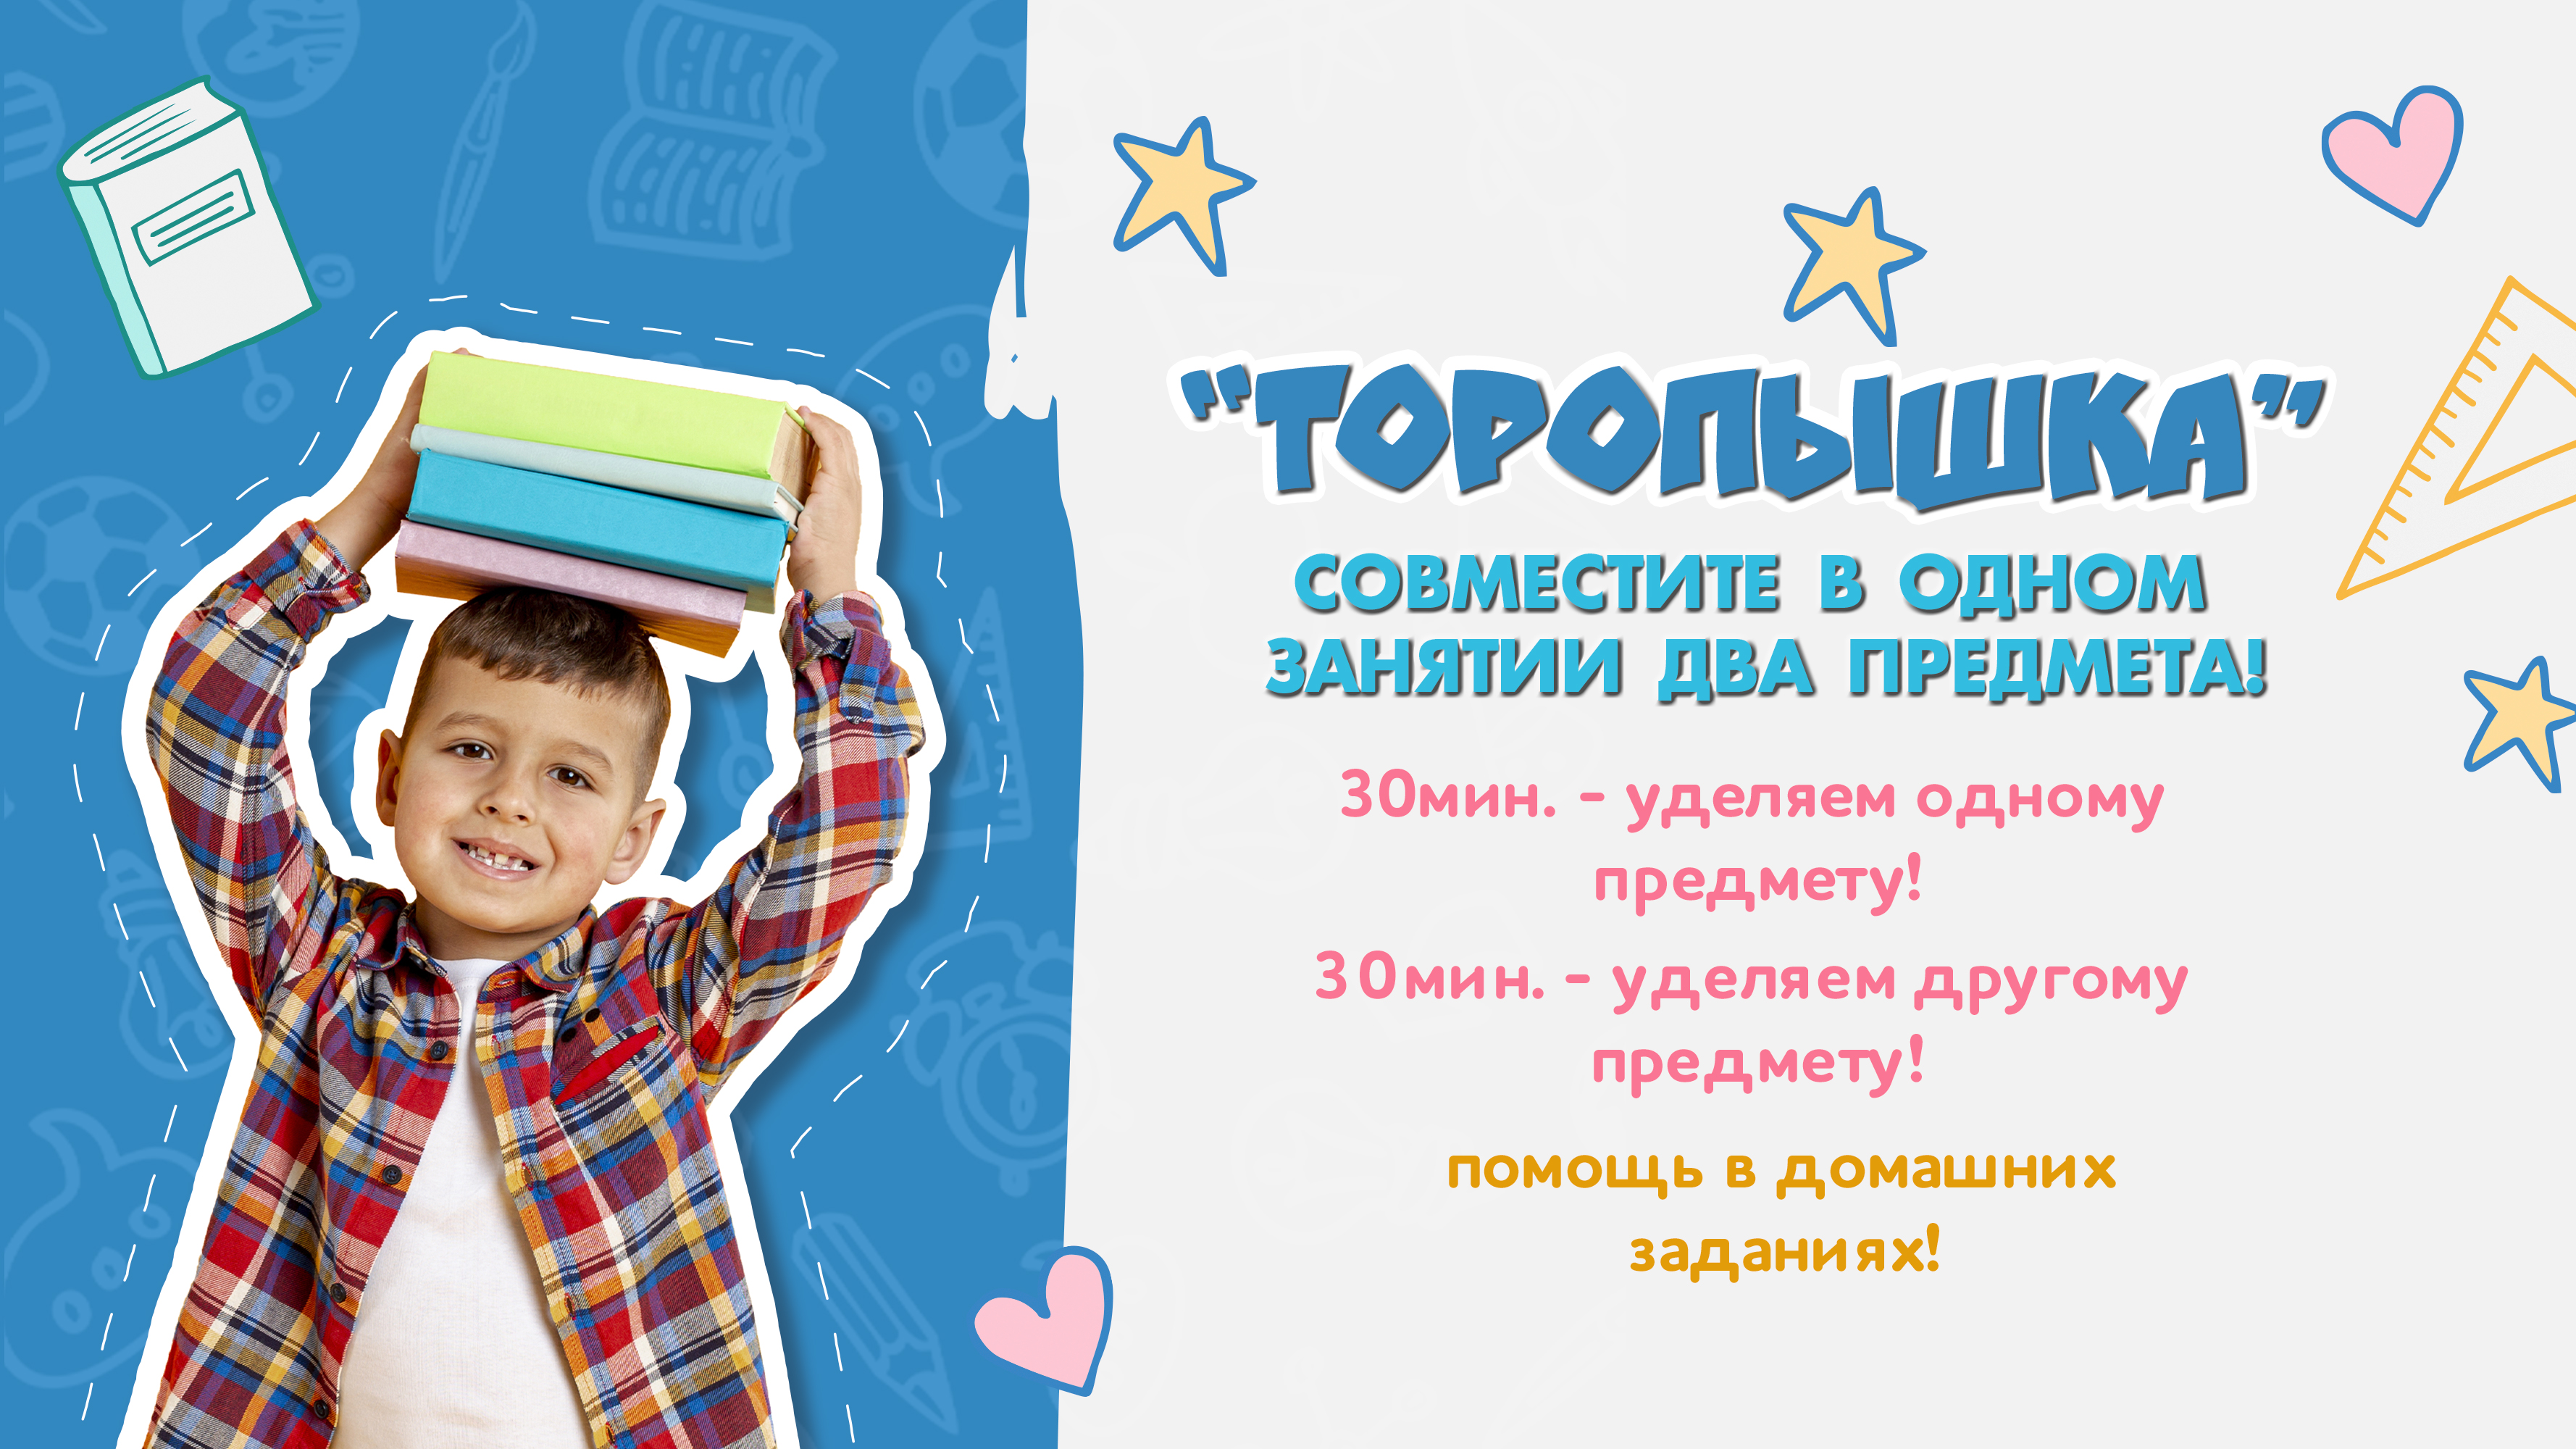 “ТОРОПЫШКА”
СОВМЕСТИТЕ В ОДНОМ
ЗАНЯТИИ ДВА ПРЕДМЕТА!
30мин. - уделяем одному
предмету!
30мин. - уделяем другому
предмету!
помощь в домашних
заданиях!